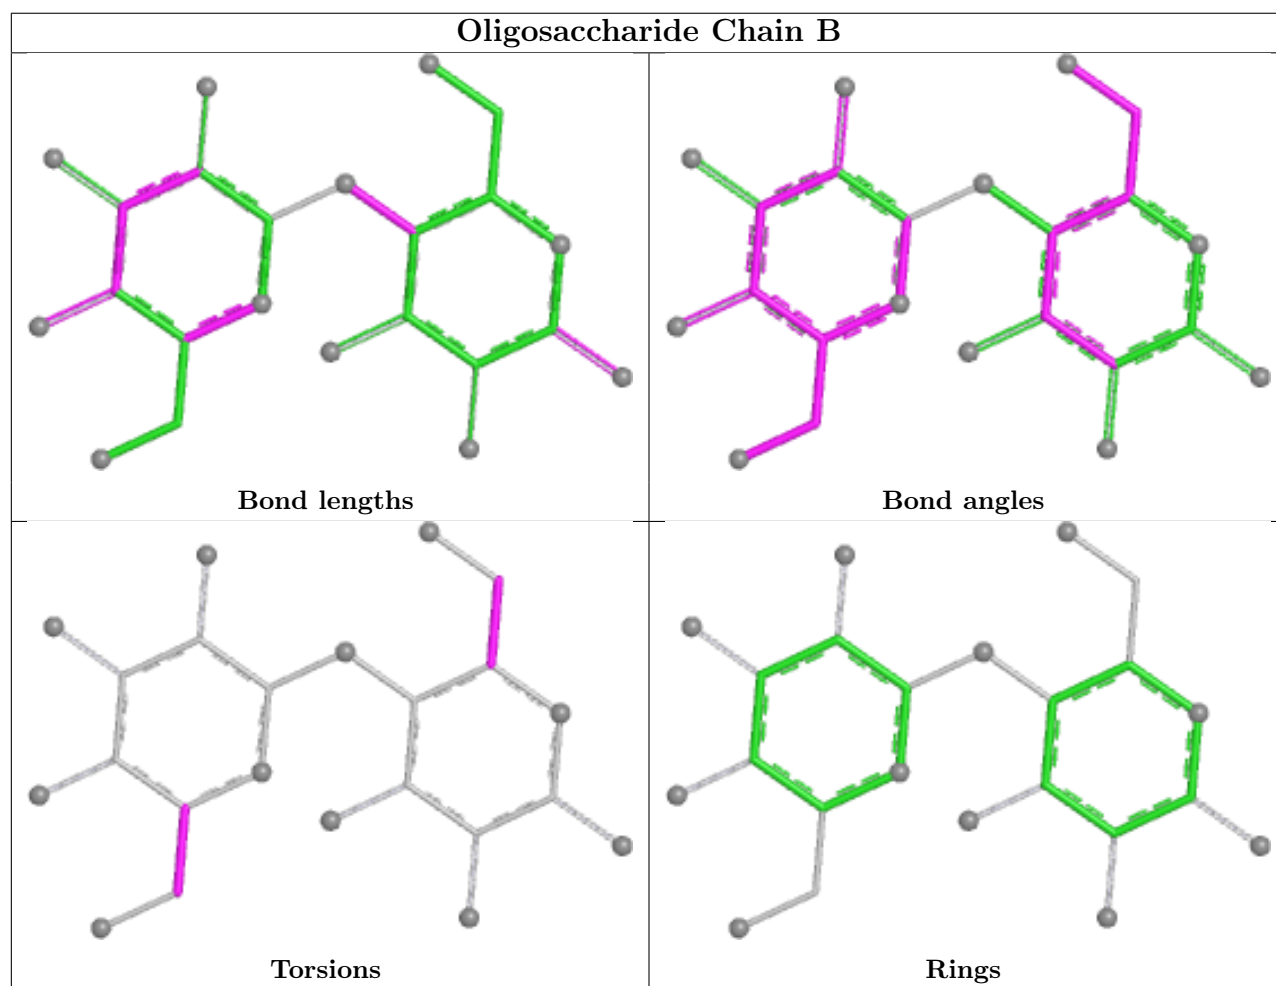 Oligosaccharide Chain B
Bond lengths
Bond angles
Torsions
Rings